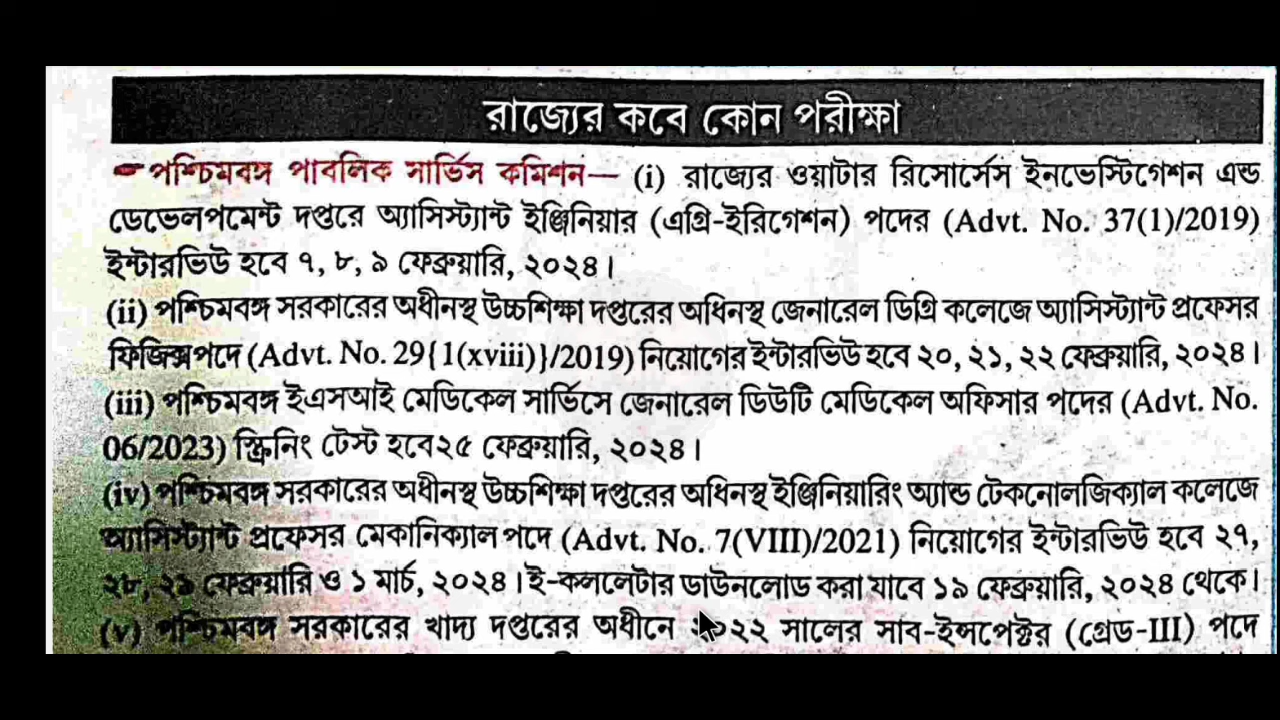 রাজ্যের কবে কোন পরীক্ষা
পশ্চিমবঙ্গ পাবলিক সার্ভিস কমিশন— (i) রাজ্যের ওয়াটার রিসোর্সেস ইনভেস্টিগেশন এন্ড
ডেভেলপমেন্ট দপ্তরে অ্যাসিস্ট্যান্ট ইঞ্জিনিয়ার (এগ্রি-ইরিগেশন) পদের (Advt. No. 37(1)/2019)
ইন্টারভিউ হবে ৭, ৮, ৯ ফেব্রুয়ারি, ২০২৪।
(ii) পশ্চিমবঙ্গ সরকারের অধীনস্থ উচ্চশিক্ষা দপ্তরের অধিনস্থ জেনারেল ডিগ্রি কলেজে অ্যাসিস্ট্যান্ট প্রফেসর
ফিজিক্স পদে (Advt. No. 29{1(xviii)}/2019) নিয়োগের ইন্টারভিউ হবে ২০, ২১, ২২ ফেব্রুয়ারি, ২০২৪।
(iii) পশ্চিমবঙ্গ ইএসআই মেডিকেল সার্ভিসে জেনারেল ডিউটি মেডিকেল অফিসার পদের (Advt. No.
06/2023) স্ক্রিনিং টেস্ট হবে২৫ ফেব্রুয়ারি, ২০২৪।
(iv) পশ্চিমবঙ্গ সরকারের অধীনস্থ উচ্চশিক্ষা দপ্তরের অধিনস্থ ইঞ্জিনিয়ারিং অ্যান্ড টেকনোলজিক্যাল কলেজে
অ্যাসিস্ট্যান্ট প্রফেসর মেকানিক্যাল পদে (Advt. No. 7(VIII)/2021) নিয়োগের ইন্টারভিউ হবে ২৭,
২৮, ২৯ ফেব্রুয়ারি ও ১ মার্চ, ২০২৪। ই-কললেটার ডাউনলোড করা যাবে ১৯ ফেব্রুয়ারি, ২০২৪ থেকে।
(v) পশ্চিমবঙ্গ সরকারের খাদ্য দপ্তরের অধীনে সালের সাব-ইন্সপেক্টর (গ্রেড-III) পদে